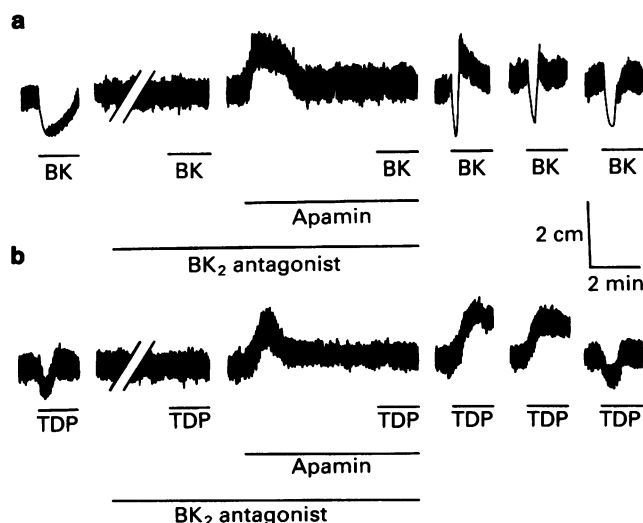 a
BK BK BK BK BK BK
Apamin
BK₂ antagonist
2 cm
2 min
b
TDP TDP TDP TDP TDP TDP
Apamin
BK₂ antagonist